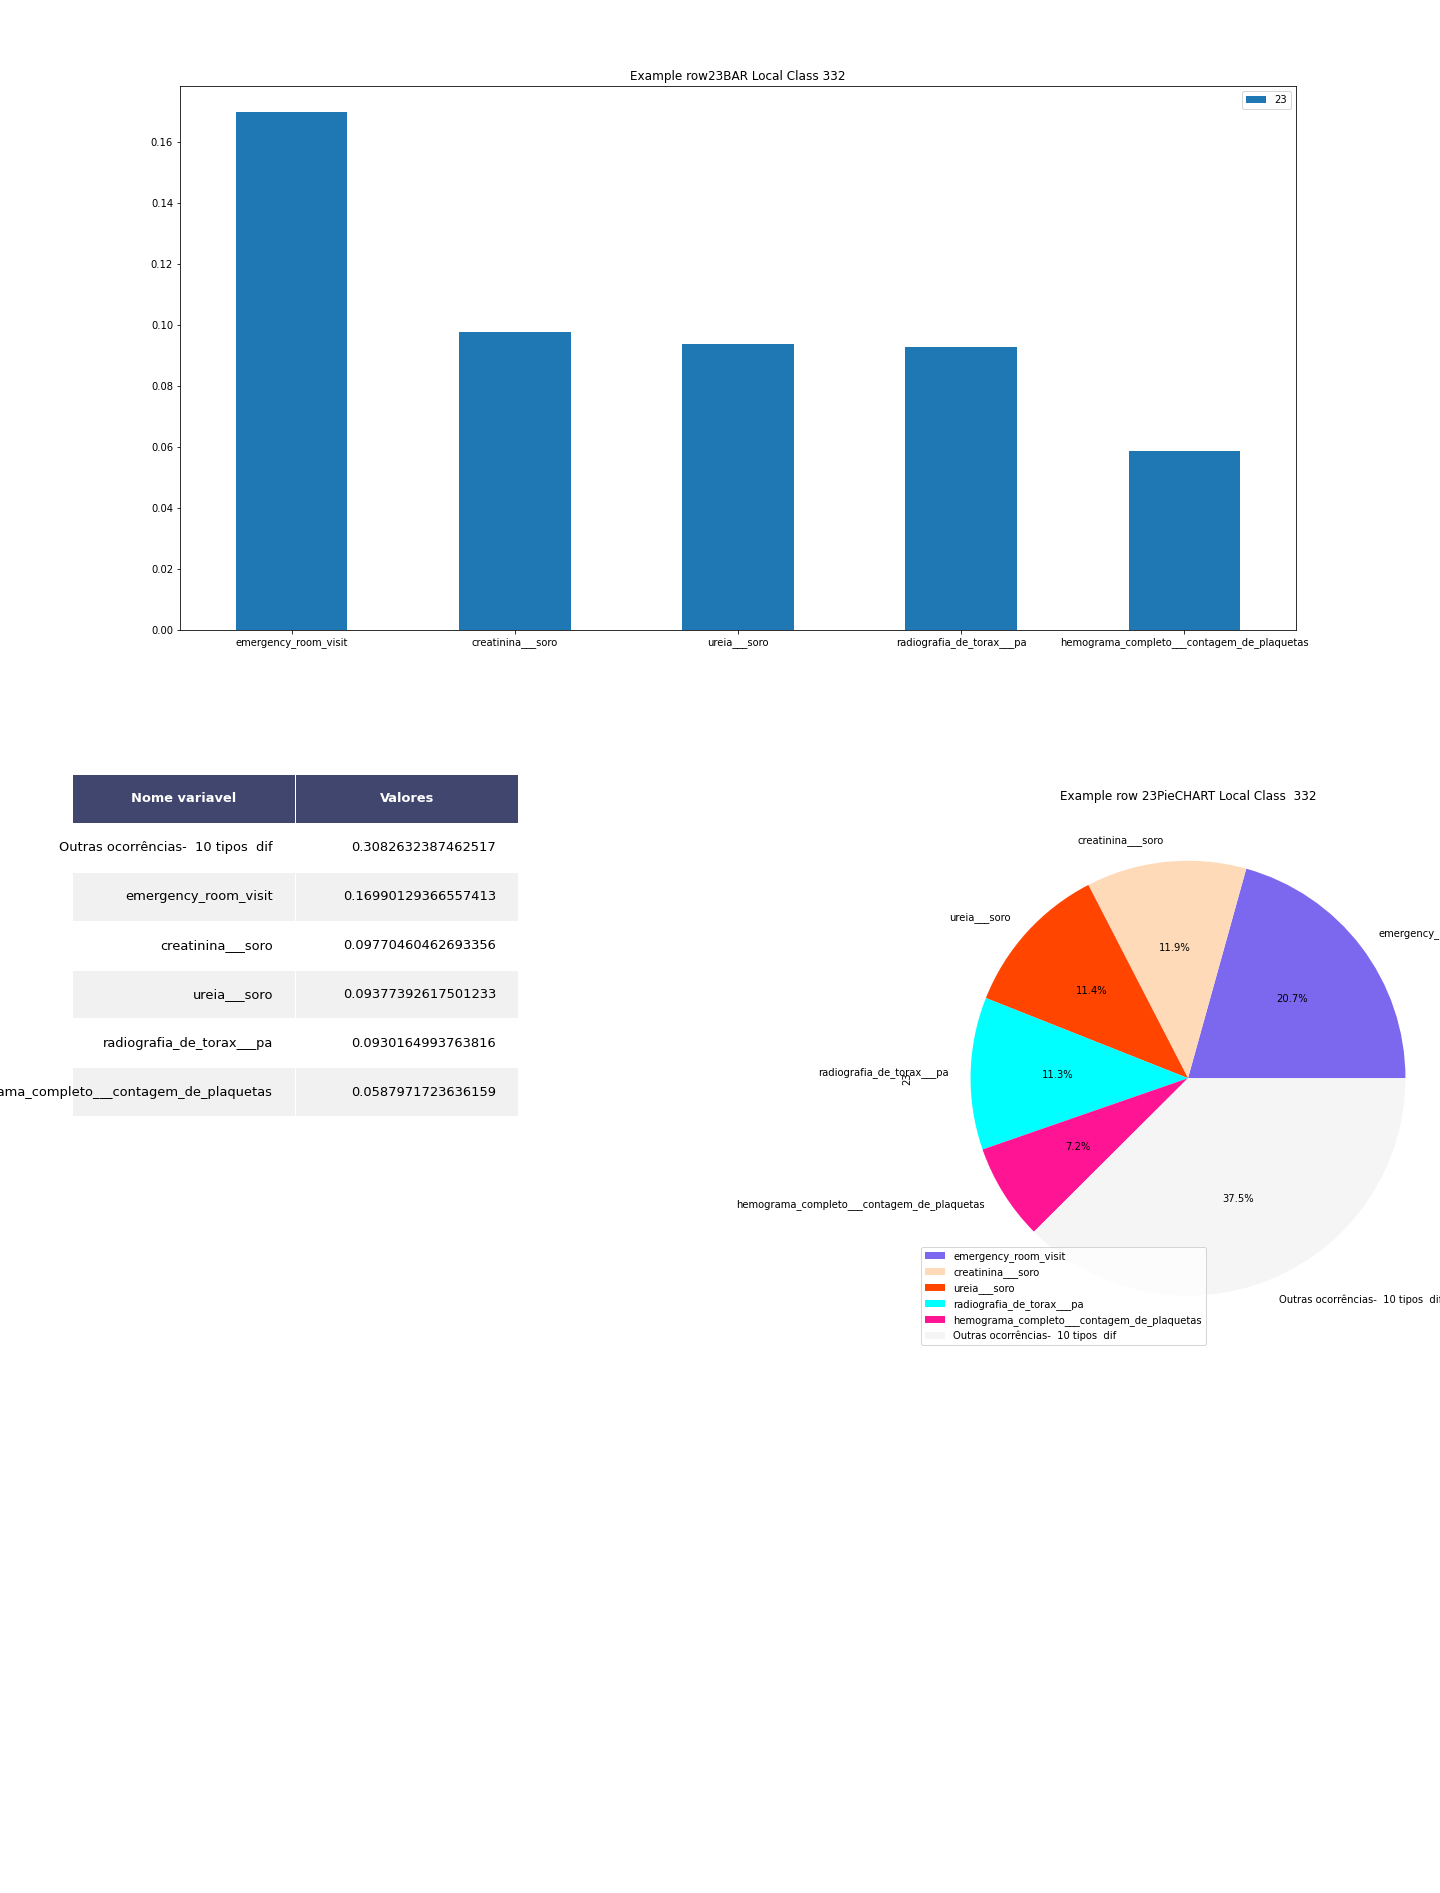 Example row23BAR Local Class 332
23
0.16
0.14
0.12
0.10
0.08
0.06
0.04
0.02
0.00
emergency_room_visit
creatinina___soro
ureia___soro
radiografia_de_torax___pa
hemograma_completo___contagem_de_plaquetas
Nome variavel Valores
Outras ocorrências-  10 tipos  dif 0.3082632387462517
emergency_room_visit 0.16990129366557413
creatinina___soro 0.09770460462693356
ureia___soro 0.09377392617501233
radiografia_de_torax___pa 0.0930164993763816
ama_completo___contagem_de_plaquetas 0.0587971723636159
Example row 23PieCHART Local Class  332
creatinina___soro
ureia___soro
emergency_
11.9%
11.4%
20.7%
radiografia_de_torax___pa
23
11.3%
7.2%
hemograma_completo___contagem_de_plaquetas
37.5%
Outras ocorrências-  10 tipos  dif
emergency_room_visit
creatinina___soro
ureia___soro
radiografia_de_torax___pa
hemograma_completo___contagem_de_plaquetas
Outras ocorrências-  10 tipos  dif